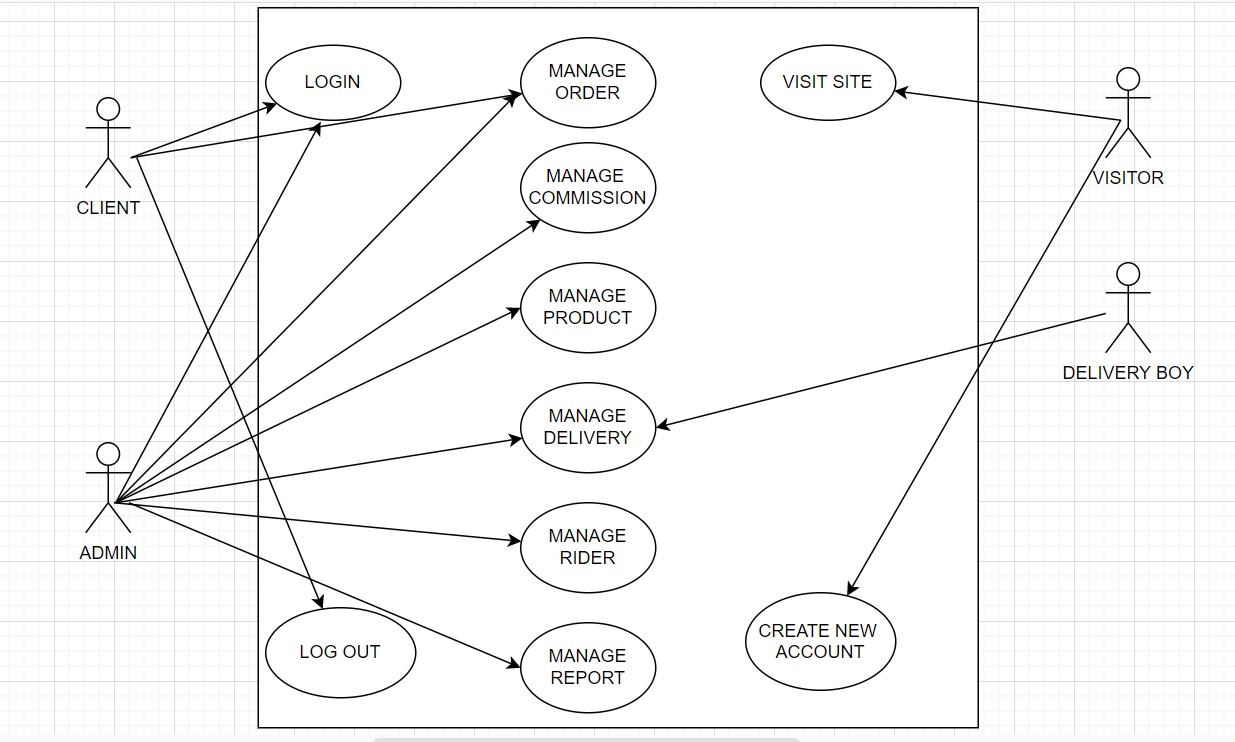 LOGIN
MANAGE
ORDER
VISIT SITE
MANAGE
COMMISSION
VISITOR
CLIENT
MANAGE
PRODUCT
DELIVERY BOY
MANAGE
DELIVERY
ADMIN
MANAGE
RIDER
LOG OUT
MANAGE
REPORT
CREATE NEW
ACCOUNT